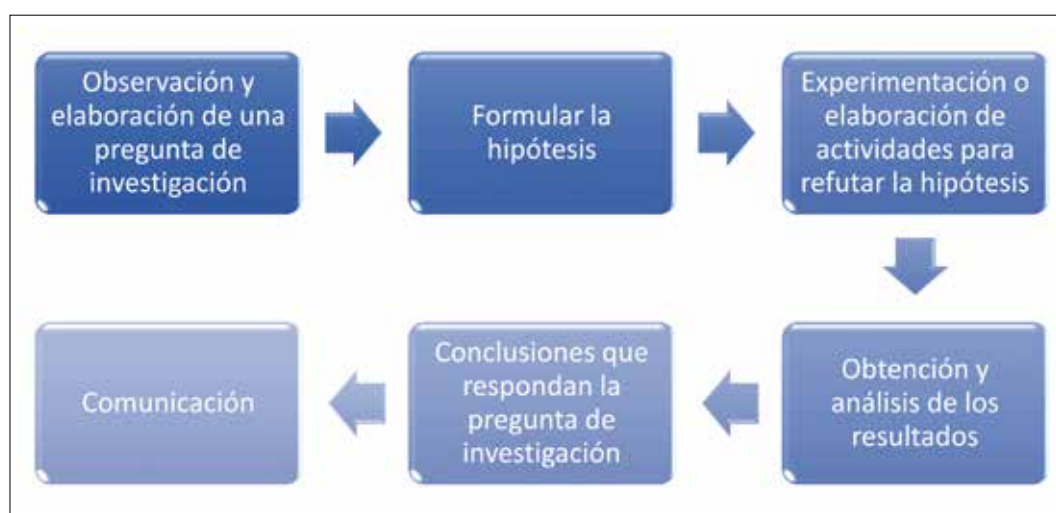 Observación y
elaboración de una
pregunta de
investigación
Formular la
hipótesis
Experimentación o
elaboración de
actividades para
refutar la hipótesis
Obtención y
análisis de los
resultados
Conclusiones que
respondan la
pregunta de
investigación
Comunicación